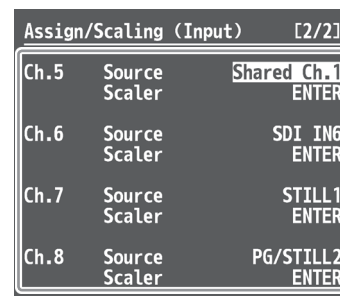 Assign/Scaling (Input) [2/2]
Ch.5 Source Shared Ch.1
Scaler ENTER
Ch.6 Source SDI IN6
Scaler ENTER
Ch.7 Source STILL1
Scaler ENTER
Ch.8 Source PG/STILL2
Scaler ENTER